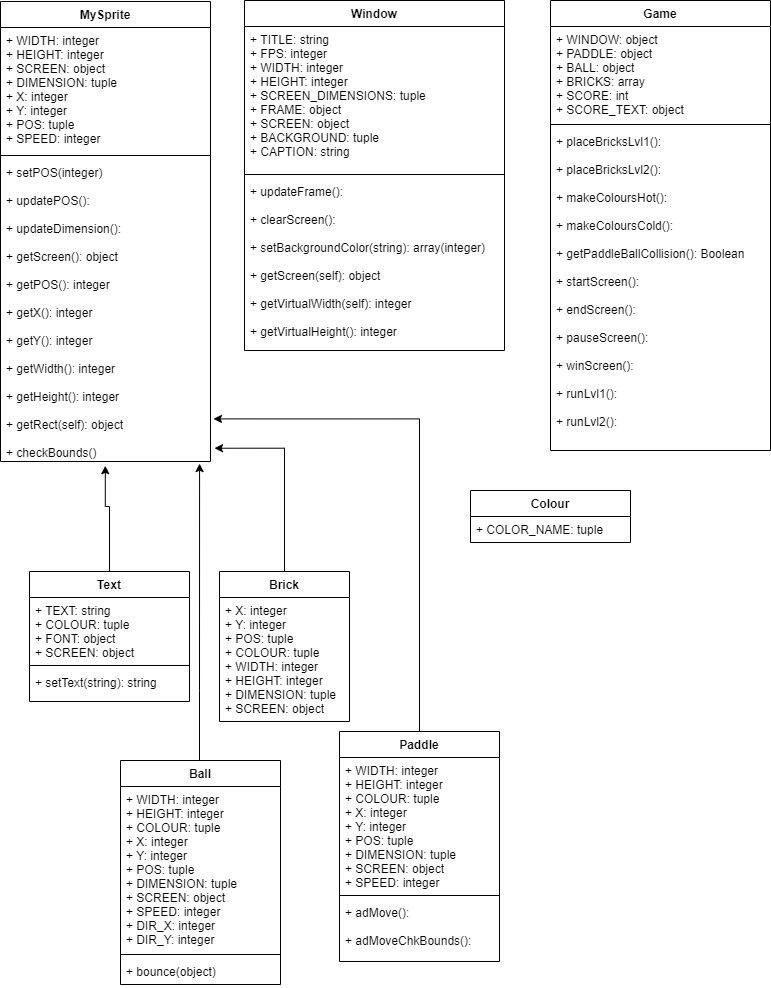 MySprite
+ WIDTH: integer
+ HEIGHT: integer
+ SCREEN: object
+ DIMENSION: tuple
+ X: integer
+ Y: integer
+ POS: tuple
+ SPEED: integer
+ setPOS(integer)
+ updatePOS():
+ updateDimension():
+ getScreen(): object
+ getPOS(): integer
+ getX(): integer
+ getY(): integer
+ getWidth(): integer
+ getHeight(): integer
+ getRect(self): object
+ checkBounds()
Window
+ TITLE: string
+ FPS: integer
+ WIDTH: integer
+ HEIGHT: integer
+ SCREEN_DIMENSIONS: tuple
+ FRAME: object
+ SCREEN: object
+ BACKGROUND: tuple
+ CAPTION: string
+ updateFrame():
+ clearScreen():
+ setBackgroundColor(string): array(integer)
+ getScreen(self): object
+ getVirtualWidth(self): integer
+ getVirtualHeight(): integer
Game
+ WINDOW: object
+ PADDLE: object
+ BALL: object
+ BRICKS: array
+ SCORE: int
+ SCORE_TEXT: object
+ placeBricksLvl1():
+ placeBricksLvl2():
+ makeColoursHot():
+ makeColoursCold():
+ getPaddleBallCollision(): Boolean
+ startScreen():
+ endScreen():
+ pauseScreen():
+ winScreen():
+ runLvl1():
+ runLvl2():
Colour
+ COLOR_NAME: tuple
Text
+ TEXT: string
+ COLOUR: tuple
+ FONT: object
+ SCREEN: object
+ setText(string): string
Brick
+ X: integer
+ Y: integer
+ POS: tuple
+ COLOUR: tuple
+ WIDTH: integer
+ HEIGHT: integer
+ DIMENSION: tuple
+ SCREEN: object
Ball
+ WIDTH: integer
+ HEIGHT: integer
+ COLOUR: tuple
+ X: integer
+ Y: integer
+ POS: tuple
+ DIMENSION: tuple
+ SCREEN: object
+ SPEED: integer
+ DIR_X: integer
+ DIR_Y: integer
+ bounce(object)
Paddle
+ WIDTH: integer
+ HEIGHT: integer
+ COLOUR: tuple
+ X: integer
+ Y: integer
+ POS: tuple
+ DIMENSION: tuple
+ SCREEN: object
+ SPEED: integer
+ adMove():
+ adMoveChkBounds():